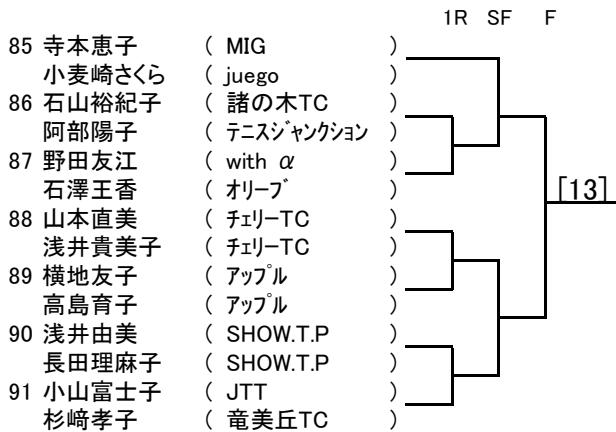 1R SF F
85 寺本恵子 ( MIG )
小麦崎さくら ( juego )
86 石山裕紀子 ( 諸の木TC )
阿部陽子 ( ﾃﾆｽｼﾞｬﾝｸｼｮﾝ )
87 野田友江 ( with α )
石澤王香 ( ｵﾘｰﾌﾞ )
[13]
88 山本直美 ( ﾁｪﾘｰTC )
浅井貴美子 ( ﾁｪﾘｰTC )
89 横地友子 ( ｱｯﾌﾟﾙ )
高島育子 ( ｱｯﾌﾟﾙ )
90 浅井由美 ( SHOW.T.P )
長田理麻子 ( SHOW.T.P )
91 小山富士子 ( JTT )
杉﨑孝子 ( 竜美丘TC )